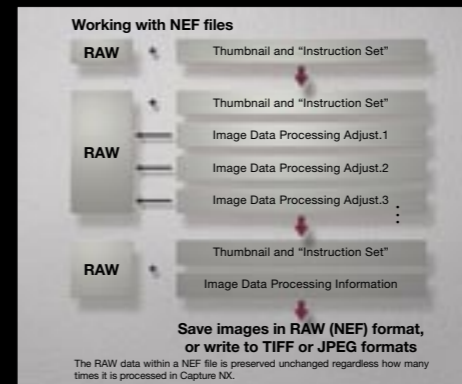 Working with NEF files
RAW
Thumbnail and “Instruction Set”
Thumbnail and “Instruction Set”
RAW
Image Data Processing Adjust.1
Image Data Processing Adjust.2
Image Data Processing Adjust.3
RAW
Thumbnail and “Instruction Set”
Image Data Processing Information
Save images in RAW (NEF) format,
or write to TIFF or JPEG formats
The RAW data within a NEF file is preserved unchanged regardless how many
times it is processed in Capture NX.